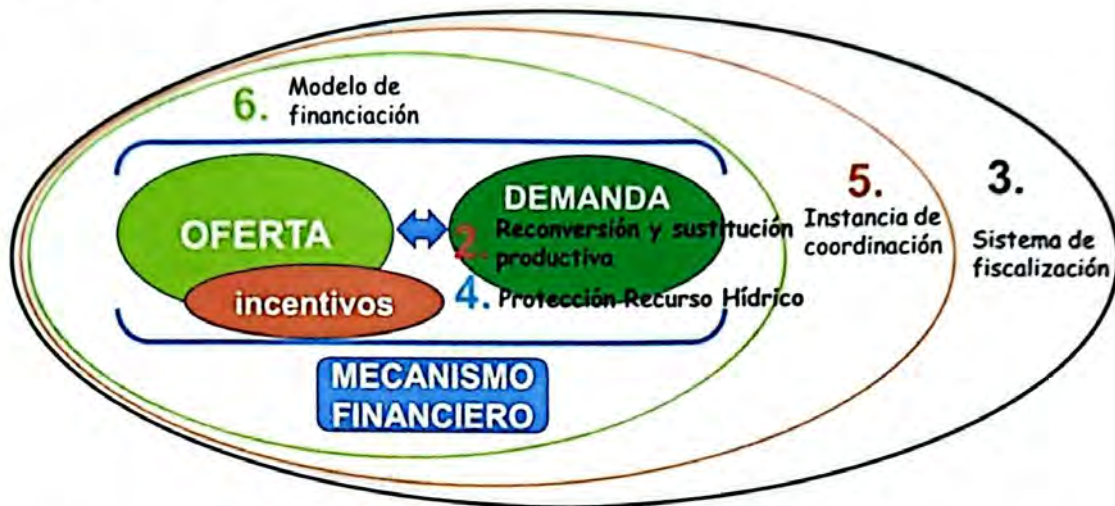 6. Modelo de
financiación
OFERTA
DEMANDA
2. Reconversión y sustitución
productiva
4. Protección Recurso Hídrico
incentivos
MECANISMO
FINANCIERO
5.
Instancia de
coordinación
3.
Sistema de
fiscalización